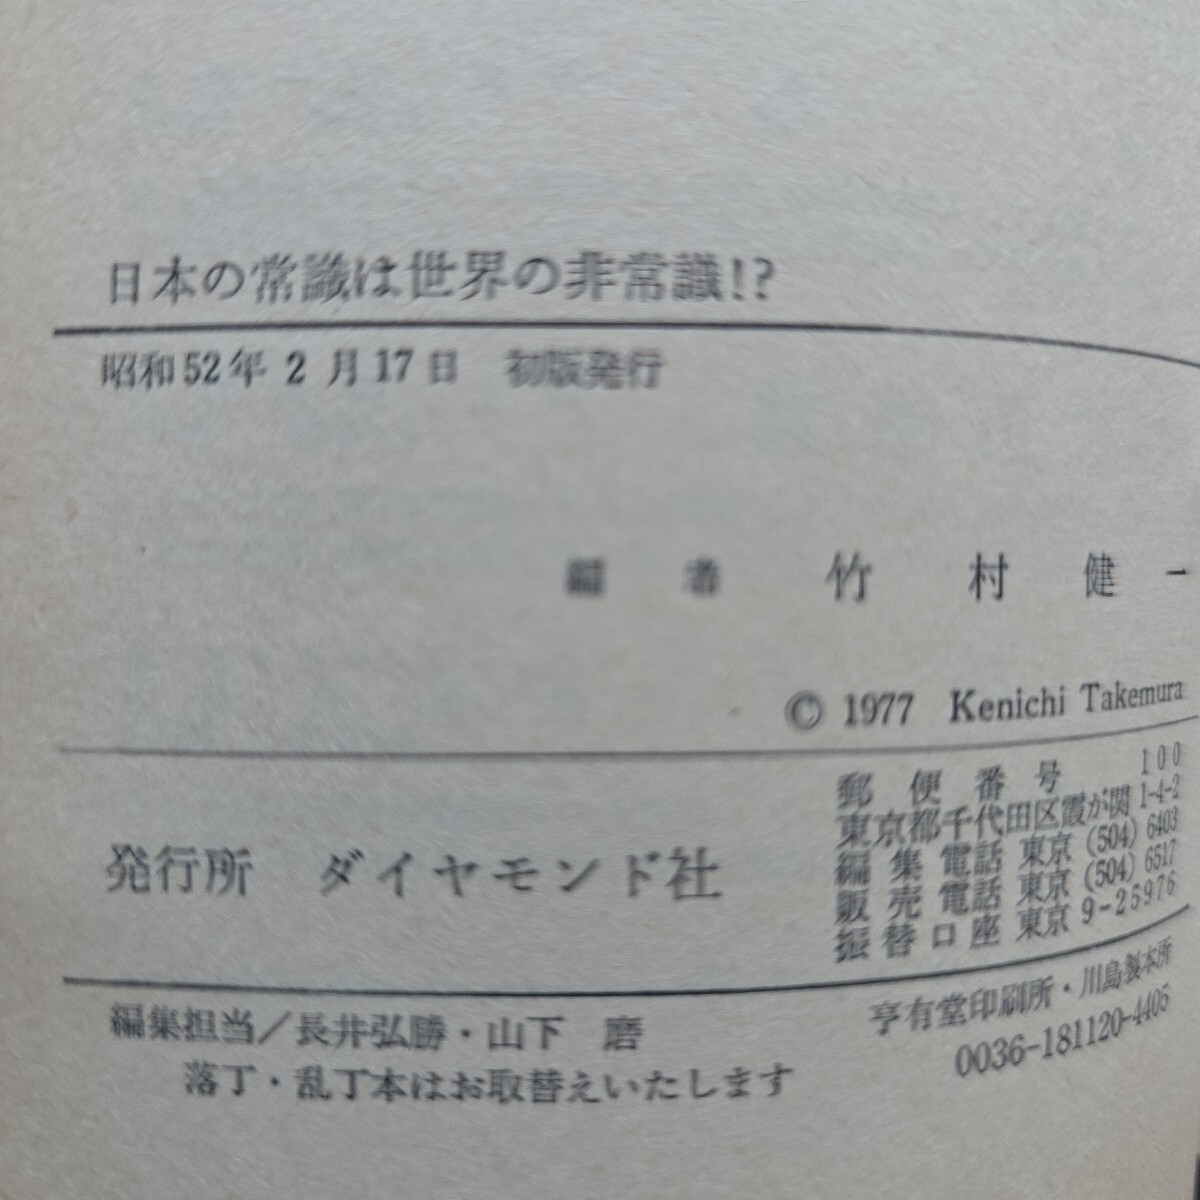 日本の常識は世界の非常識!?
昭和52年 2 月 17 日 初版発行
編 者 竹 村 健 一
© 1977 Kenichi Takemura
発行所 ダイヤモンド社
郵 便 番 号 100
東京都千代田区霞が関 1-4-2
編 集 電 話 東京 (504) 6403
販 売 電 話 東京 (504) 6517
振 替 口 座 東京 9-25976
編集担当／長井弘勝・山下 磨
亨有堂印刷所・川島製本所
落丁・乱丁本はお取替えいたします
0036-181120-4405